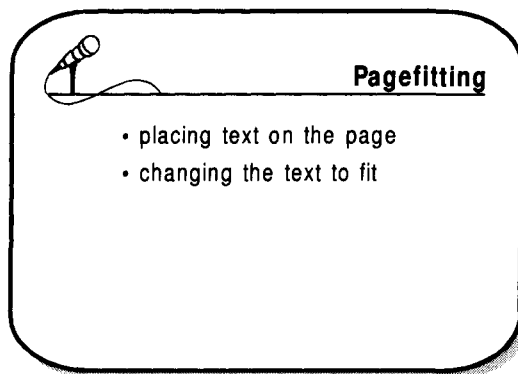 Pagefitting
• placing text on the page
• changing the text to fit